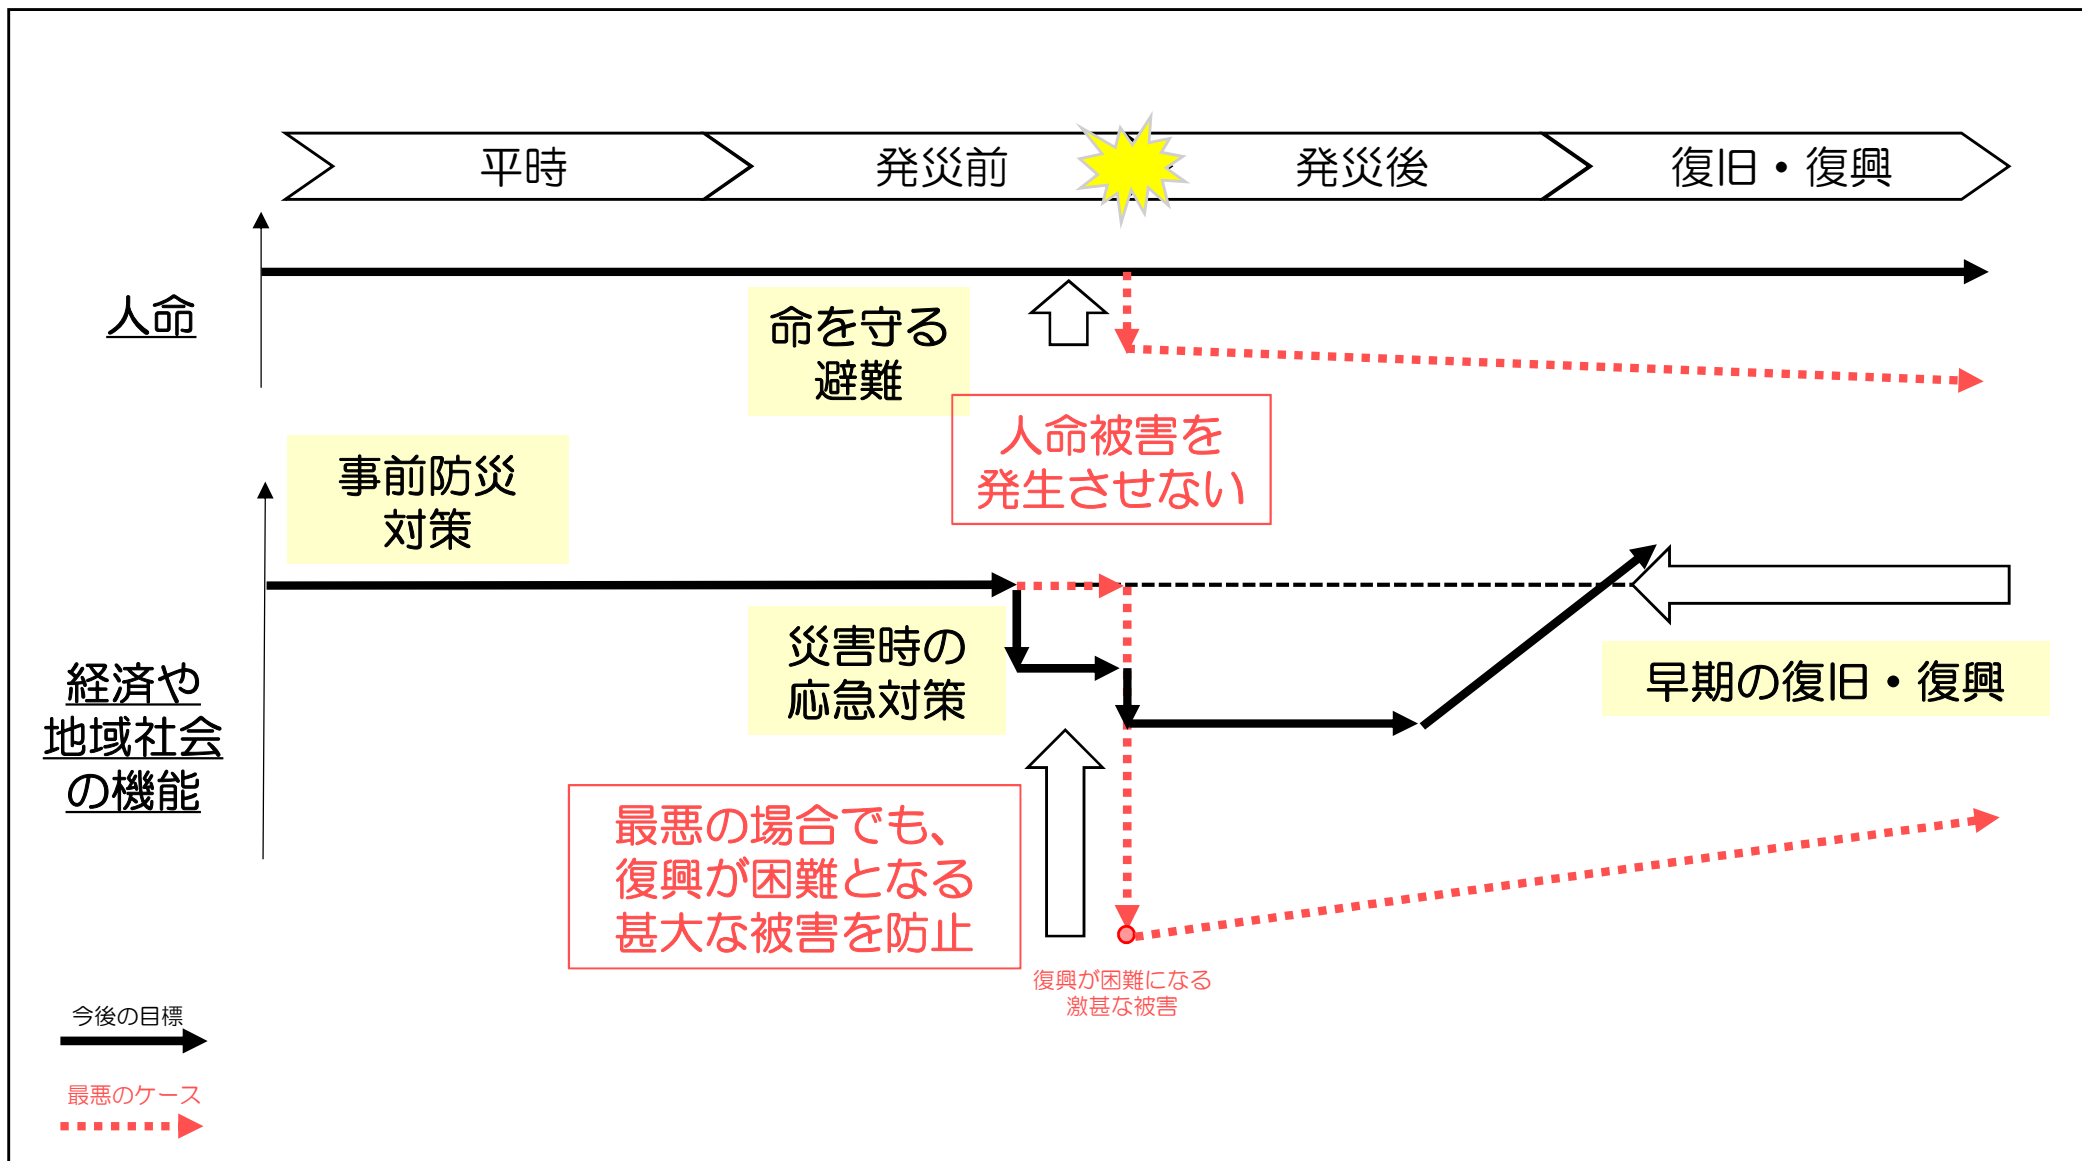 平時
発災前
発災後
復旧・復興
人命
命を守る
避難
人命被害を
発生させない
事前防災
対策
災害時の
応急対策
早期の復旧・復興
経済や
地域社会
の機能
最悪の場合でも、
復興が困難となる
甚大な被害を防止
復興が困難になる
激甚な被害
今後の目標
最悪のケース